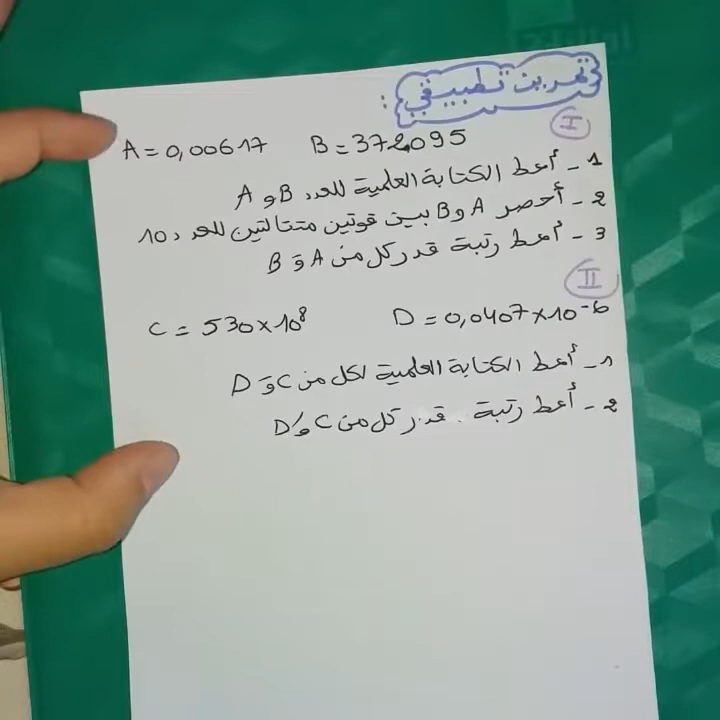 تمرين تطبيقي :
I
A = 0,00617 B = 372095
1 - أعط الكتابة العلمية للعدد B و A
2 - أحصر A و B بين قوتين متتاليتين للعدد 10
3 - أعط رتبة قدر كل من A و B
II
C = 530 × 10⁸ D = 0,0407 × 10⁻⁶
1 - أعط الكتابة العلمية لكل من C و D
2 - أعط رتبة قدر كل من C و D